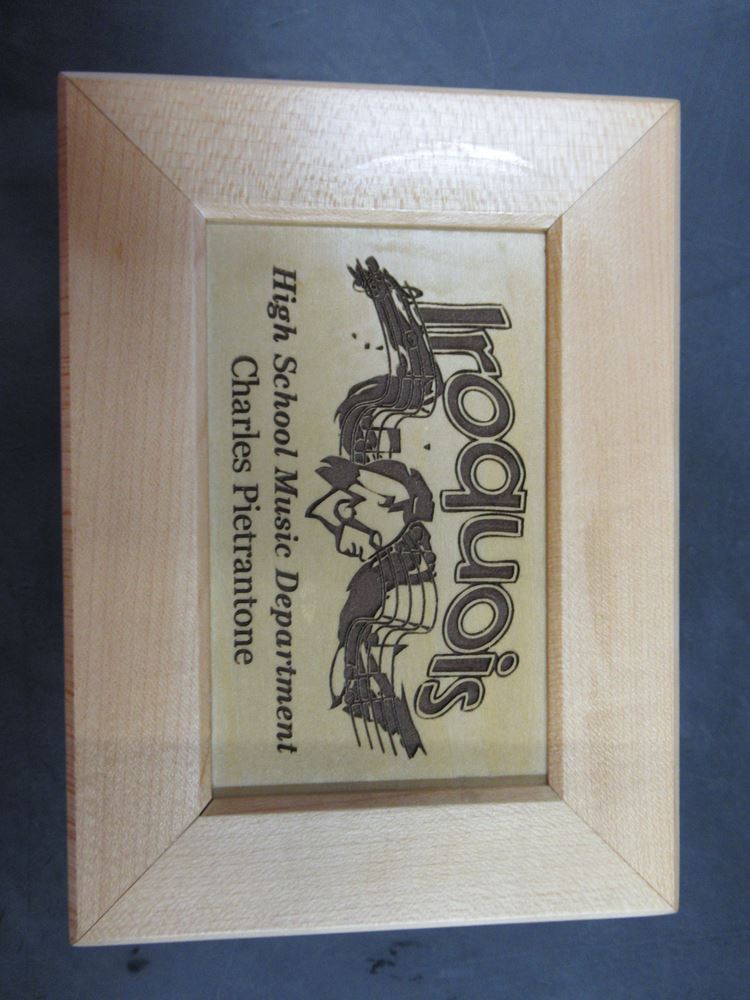 Iroquois
High School Music Department
Charles Pietrantone